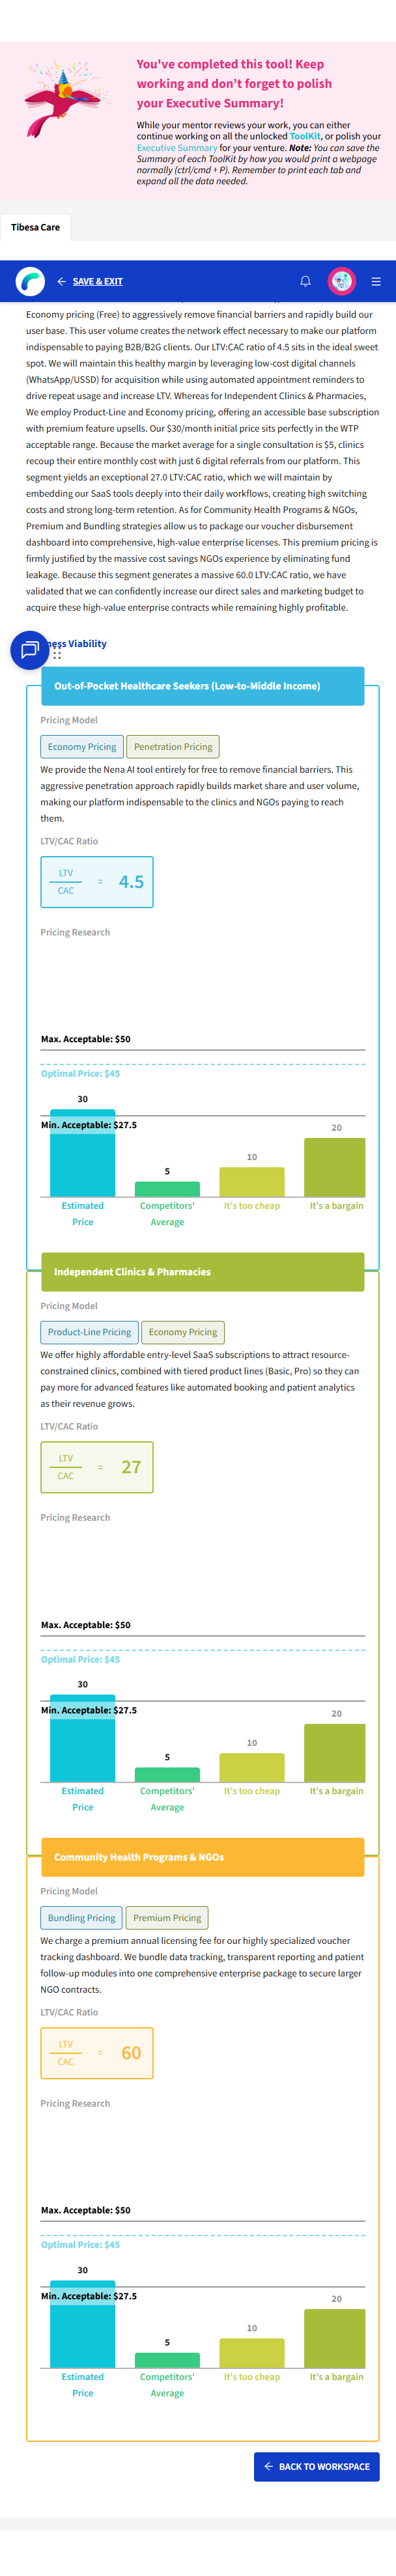 You've completed this tool! Keep
working and don't forget to polish
your Executive Summary!
While your mentor reviews your work, you can either
continue working on all the unlocked ToolKit, or polish your
Executive Summary for your venture. Note: You can save the
Summary of each ToolKit by how you would print a webpage
normally (ctrl/cmd + P). Remember to print each tab and
expand all the data needed.
Tibesa Care
SAVE & EXIT
Economy pricing (Free) to aggressively remove financial barriers and rapidly build our
user base. This user volume creates the network effect necessary to make our platform
indispensable to paying B2B/B2G clients. Our LTV:CAC ratio of 4.5 sits in the ideal sweet
spot. We will maintain this healthy margin by leveraging low-cost digital channels
(WhatsApp/USSD) for acquisition while using automated appointment reminders to
drive repeat usage and increase LTV. Whereas for Independent Clinics & Pharmacies,
We employ Product-Line and Economy pricing, offering an accessible base subscription
with premium feature upsells. Our $30/month initial price sits perfectly in the WTP
acceptable range. Because the market average for a single consultation is $5, clinics
recoup their entire monthly cost with just 6 digital referrals from our platform. This
segment yields an exceptional 27.0 LTV:CAC ratio, which we will maintain by
embedding our SaaS tools deeply into their daily workflows, creating high switching
costs and strong long-term retention. As for Community Health Programs & NGOs,
Premium and Bundling strategies allow us to package our voucher disbursement
dashboard into comprehensive, high-value enterprise licenses. This premium pricing is
firmly justified by the massive cost savings NGOs experience by eliminating fund
leakage. Because this segment generates a massive 60.0 LTV:CAC ratio, we have
validated that we can confidently increase our direct sales and marketing budget to
acquire these high-value enterprise contracts while remaining highly profitable.
ness Viability
Out-of-Pocket Healthcare Seekers (Low-to-Middle Income)
Pricing Model
Economy Pricing
Penetration Pricing
We provide the Nena AI tool entirely for free to remove financial barriers. This
aggressive penetration approach rapidly builds market share and user volume,
making our platform indispensable to the clinics and NGOs paying to reach
them.
LTV/CAC Ratio
LTV
CAC
= 4.5
Pricing Research
Max. Acceptable: $50
Optimal Price: $45
30
Min. Acceptable: $27.5
20
10
5
Estimated Price
Competitors' Average
It's too cheap
It's a bargain
Independent Clinics & Pharmacies
Pricing Model
Product-Line Pricing
Economy Pricing
We offer highly affordable entry-level SaaS subscriptions to attract resource-
constrained clinics, combined with tiered product lines (Basic, Pro) so they can
pay more for advanced features like automated booking and patient analytics
as their revenue grows.
LTV/CAC Ratio
LTV
CAC
= 27
Pricing Research
Max. Acceptable: $50
Optimal Price: $45
30
Min. Acceptable: $27.5
20
10
5
Estimated Price
Competitors' Average
It's too cheap
It's a bargain
Community Health Programs & NGOs
Pricing Model
Bundling Pricing
Premium Pricing
We charge a premium annual licensing fee for our highly specialized voucher
tracking dashboard. We bundle data tracking, transparent reporting and patient
follow-up modules into one comprehensive enterprise package to secure larger
NGO contracts.
LTV/CAC Ratio
LTV
CAC
= 60
Pricing Research
Max. Acceptable: $50
Optimal Price: $45
30
Min. Acceptable: $27.5
20
10
5
Estimated Price
Competitors' Average
It's too cheap
It's a bargain
BACK TO WORKSPACE